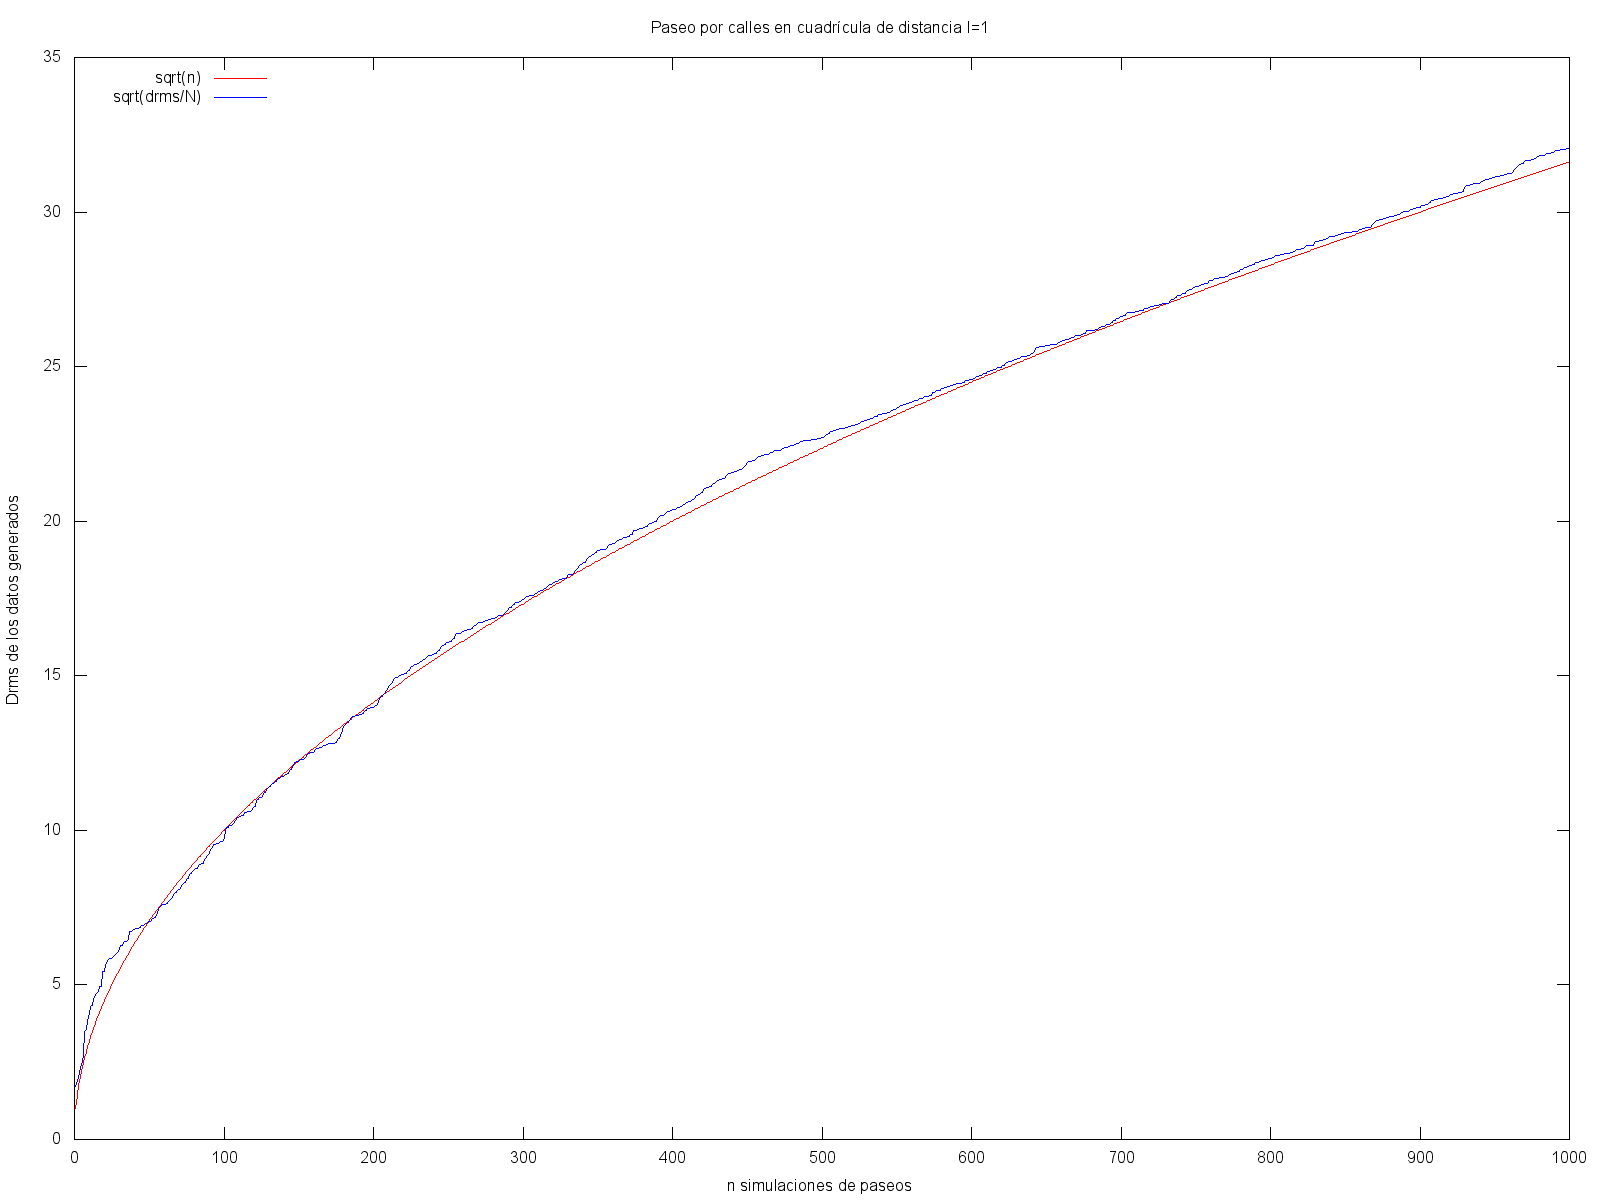 Paseo por calles en cuadrícula de distancia l=1
sqrt(n)
sqrt(drms/N)
35
30
25
20
15
10
5
0
Drms de los datos generados
0 100 200 300 400 500 600 700 800 900 1000
n simulaciones de paseos